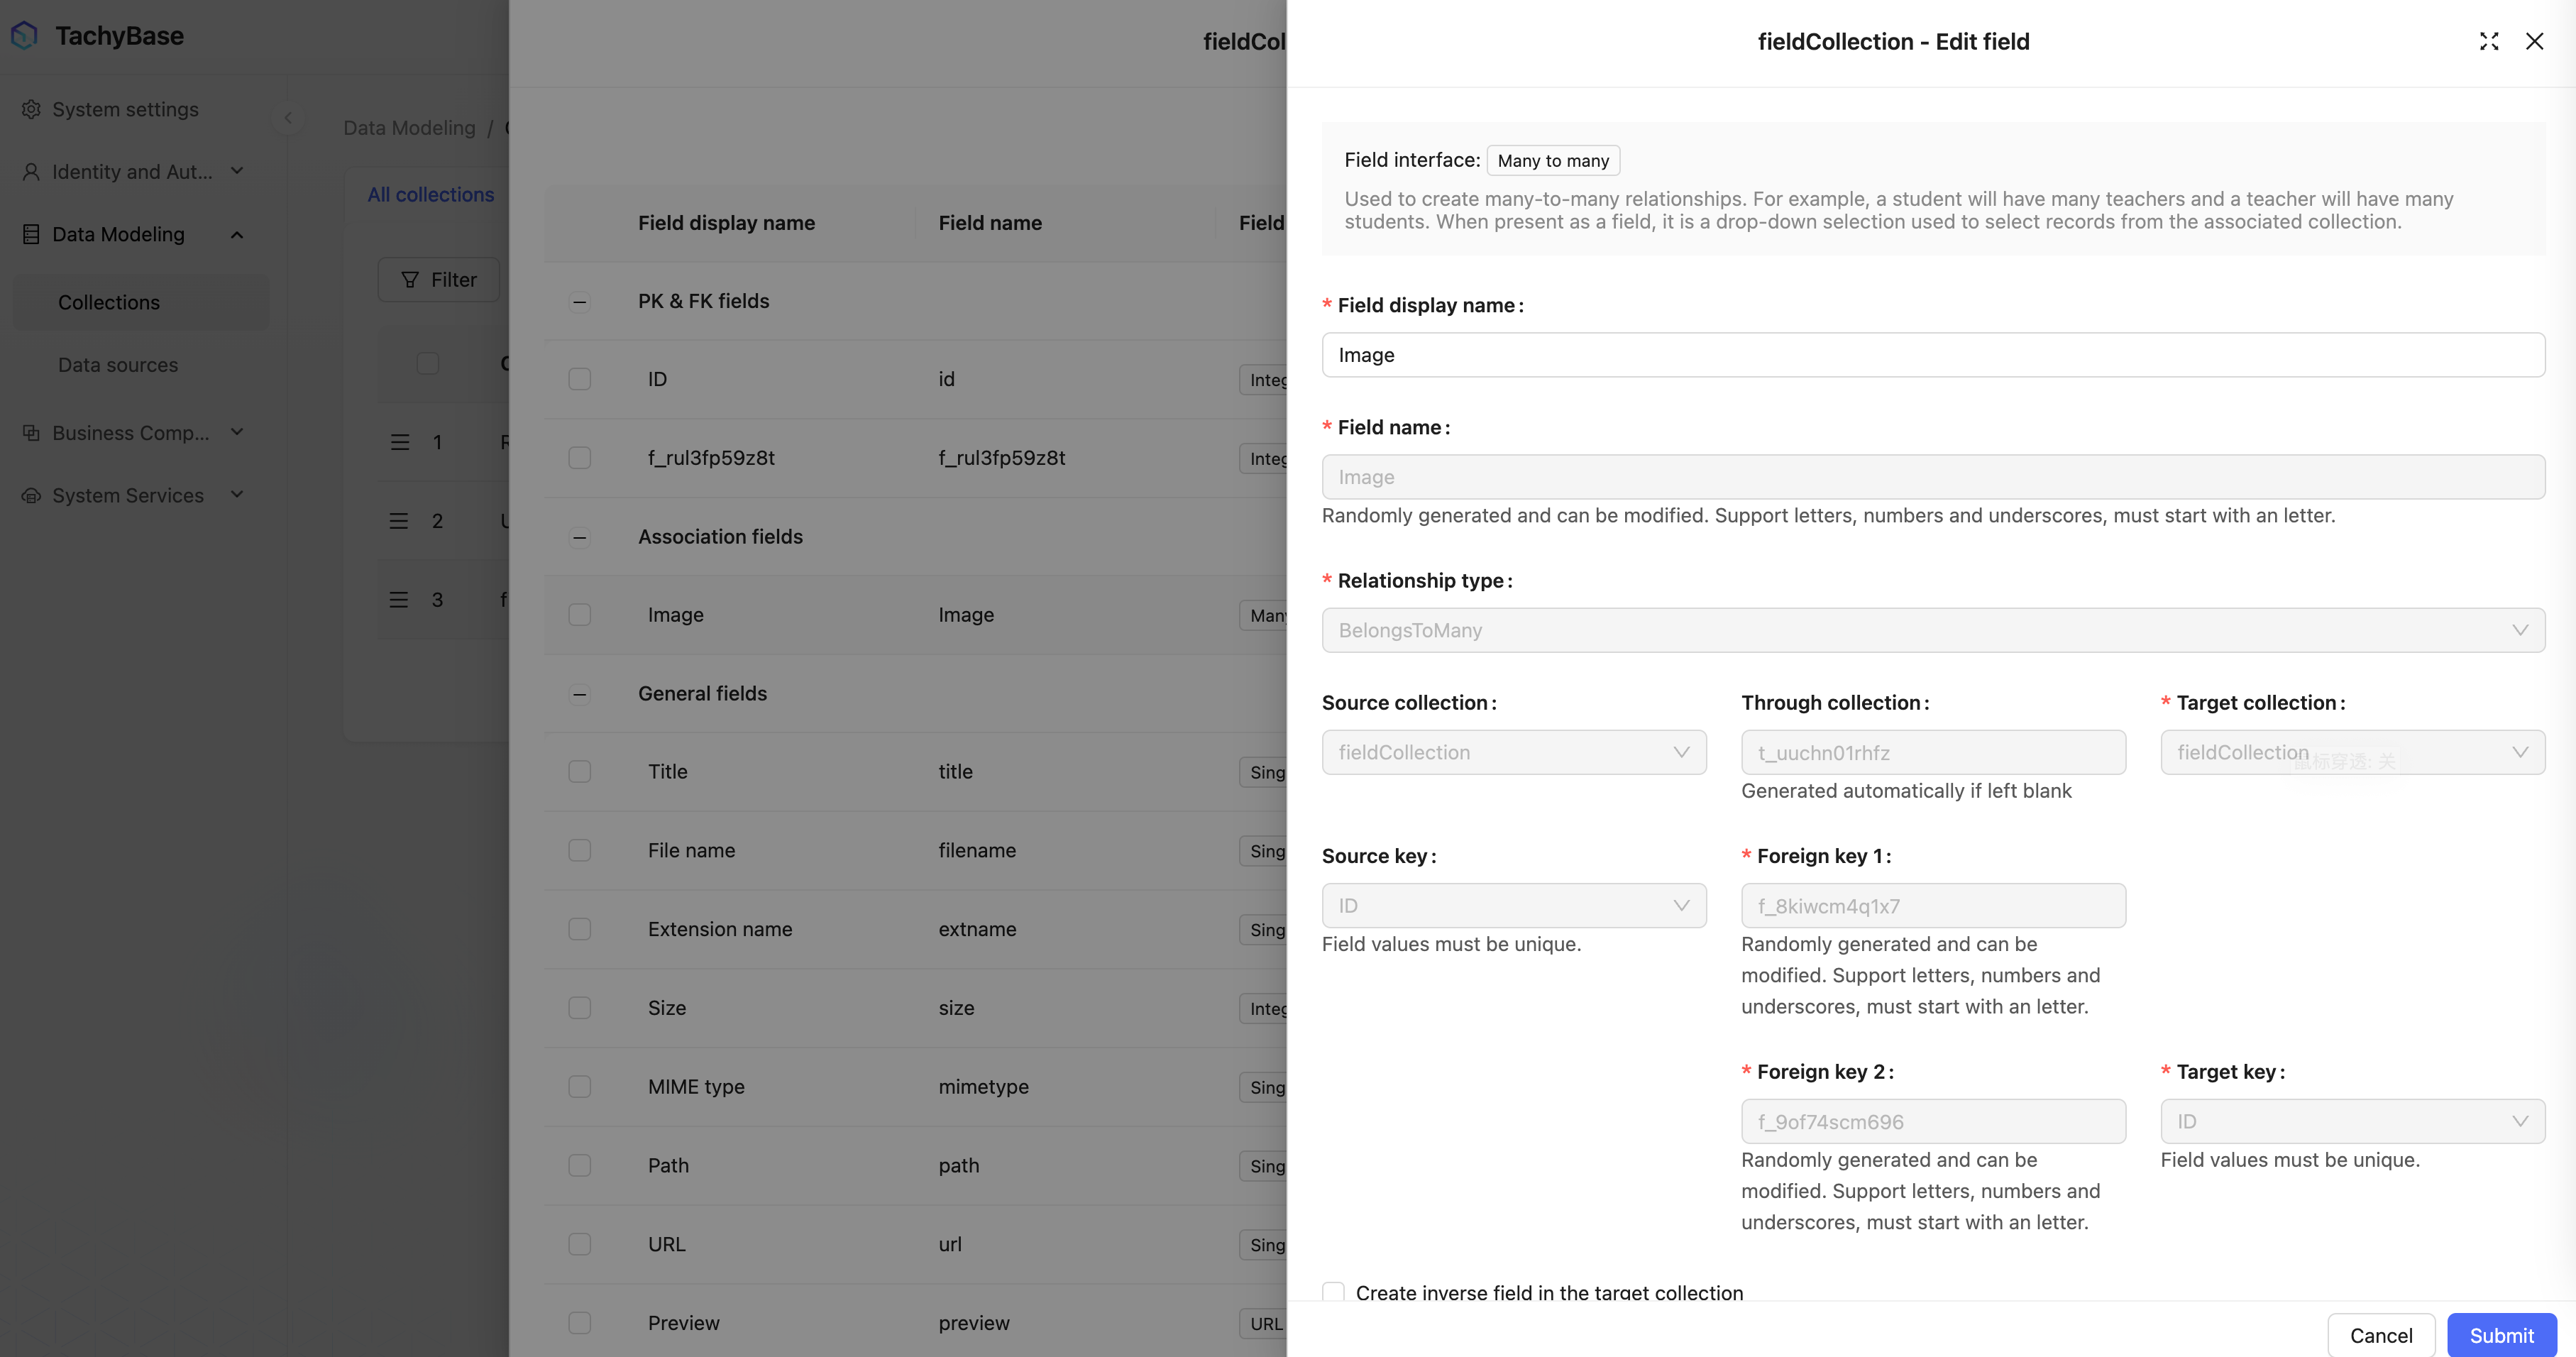 TachyBase
System settings
Identity and Aut...
Data Modeling
Collections
Data sources
Business Comp...
System Services
Data Modeling /
All collections
Filter
1
2
3
fieldCol
Field display name Field name Field
PK & FK fields
ID id Integ
f_rul3fp59z8t f_rul3fp59z8t Integ
Association fields
Image Image Many
General fields
Title title Sing
File name filename Sing
Extension name extname Sing
Size size Integ
MIME type mimetype Sing
Path path Sing
URL url Sing
Preview preview URL
fieldCollection - Edit field
Field interface: Many to many
Used to create many-to-many relationships. For example, a student will have many teachers and a teacher will have many
students. When present as a field, it is a drop-down selection used to select records from the associated collection.
* Field display name:
Image
* Field name:
Image
Randomly generated and can be modified. Support letters, numbers and underscores, must start with an letter.
* Relationship type:
BelongsToMany
Source collection: Through collection: * Target collection:
fieldCollection t_uuchn01rhfz fieldCollection
鼠标穿透: 关
Generated automatically if left blank
Source key: * Foreign key 1:
ID f_8kiwcm4q1x7
Field values must be unique. Randomly generated and can be
modified. Support letters, numbers and
underscores, must start with an letter.
* Foreign key 2: * Target key:
f_9of74scm696 ID
Randomly generated and can be Field values must be unique.
modified. Support letters, numbers and
underscores, must start with an letter.
Create inverse field in the target collection
Cancel Submit